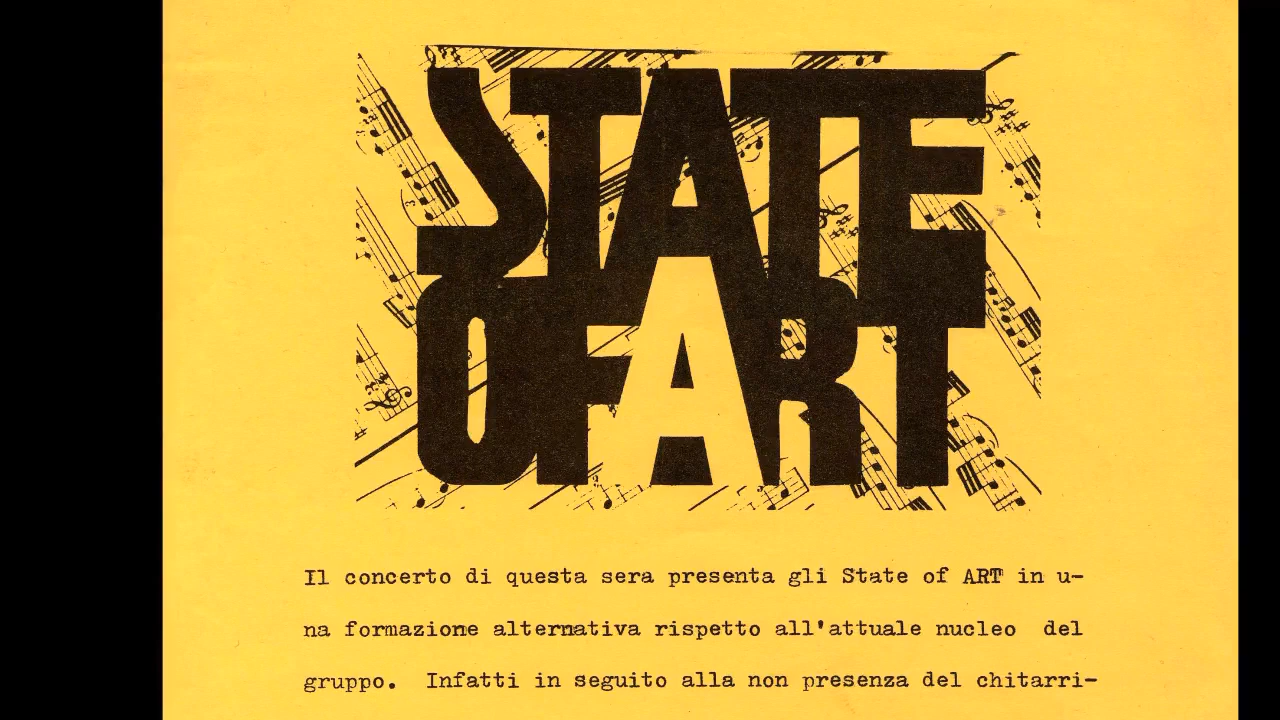 STATE
OF ART
Il concerto di questa sera presenta gli State of ART in u-
na formazione alternativa rispetto all'attuale nucleo del
gruppo. Infatti in seguito alla non presenza del chitarri-